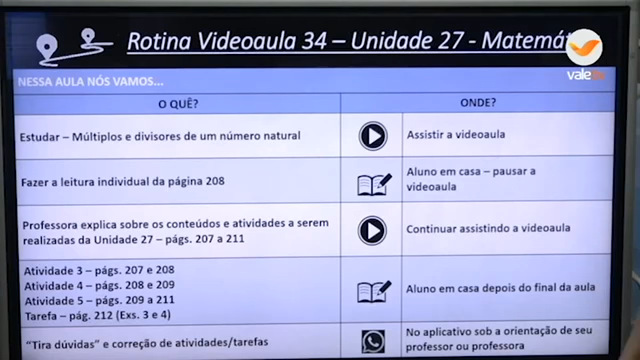 Rotina Videoaula 34 – Unidade 27 - Matemát
vale
NESSA AULA NÓS VAMOS...
O QUÊ?
ONDE?
Estudar – Múltiplos e divisores de um número natural
Assistir a videoaula
Fazer a leitura individual da página 208
Aluno em casa – pausar a
videoaula
Professora explica sobre os conteúdos e atividades a serem
realizadas da Unidade 27 – págs. 207 a 211
Continuar assistindo a videoaula
Atividade 3 – págs. 207 e 208
Atividade 4 – págs. 208 e 209
Atividade 5 – págs. 209 a 211
Tarefa – pág. 212 (Exs. 3 e 4)
Aluno em casa depois do final da aula
"Tira dúvidas" e correção de atividades/tarefas
No aplicativo sob a orientação de seu
professor ou professora